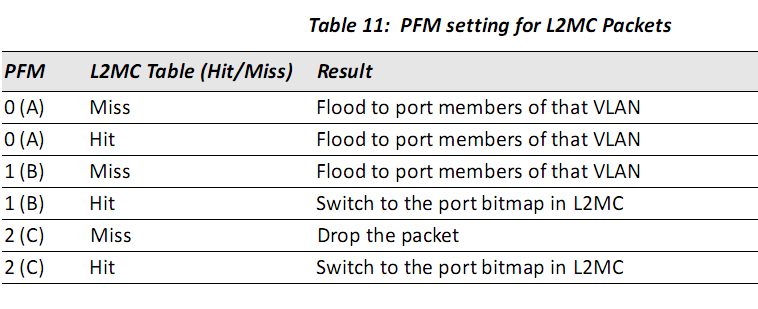 Table 11: PFM setting for L2MC Packets
PFM L2MC Table (Hit/Miss) Result
0 (A) Miss Flood to port members of that VLAN
0 (A) Hit Flood to port members of that VLAN
1 (B) Miss Flood to port members of that VLAN
1 (B) Hit Switch to the port bitmap in L2MC
2 (C) Miss Drop the packet
2 (C) Hit Switch to the port bitmap in L2MC